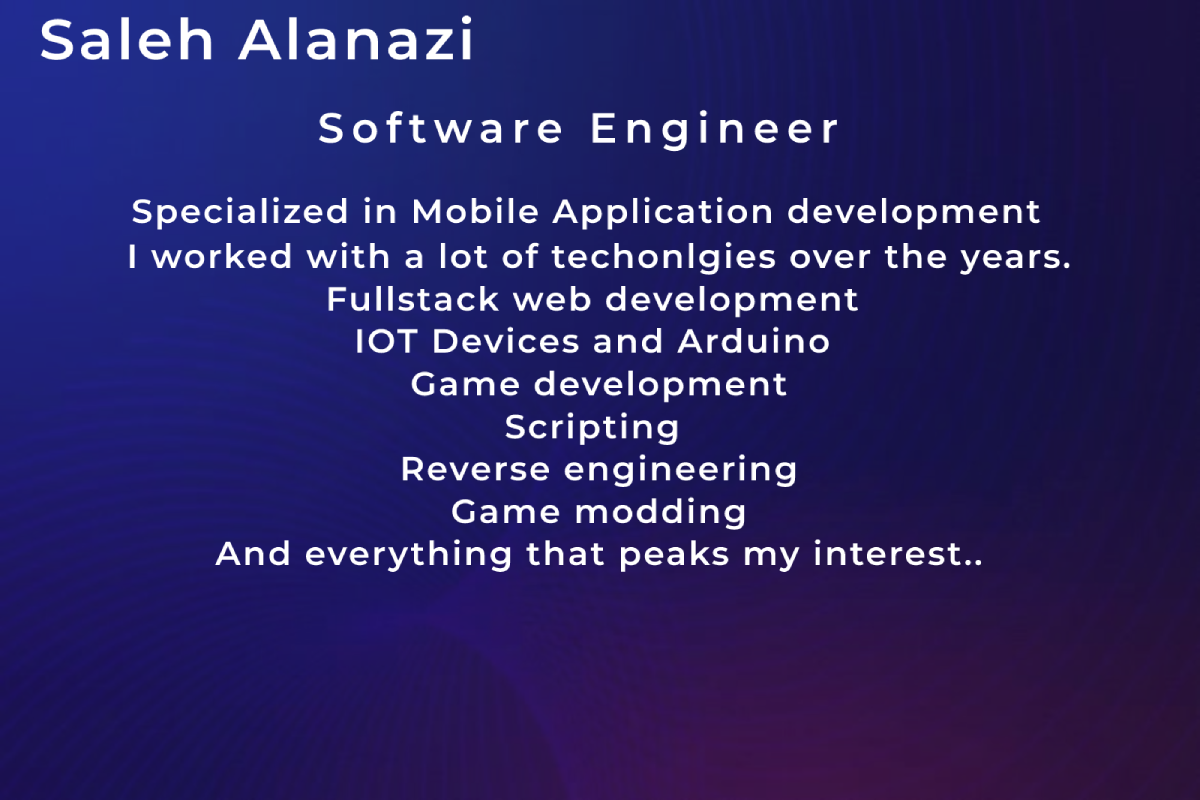 Saleh Alanazi
Software Engineer
Specialized in Mobile Application development
I worked with a lot of techonlgies over the years.
Fullstack web development
IOT Devices and Arduino
Game development
Scripting
Reverse engineering
Game modding
And everything that peaks my interest..